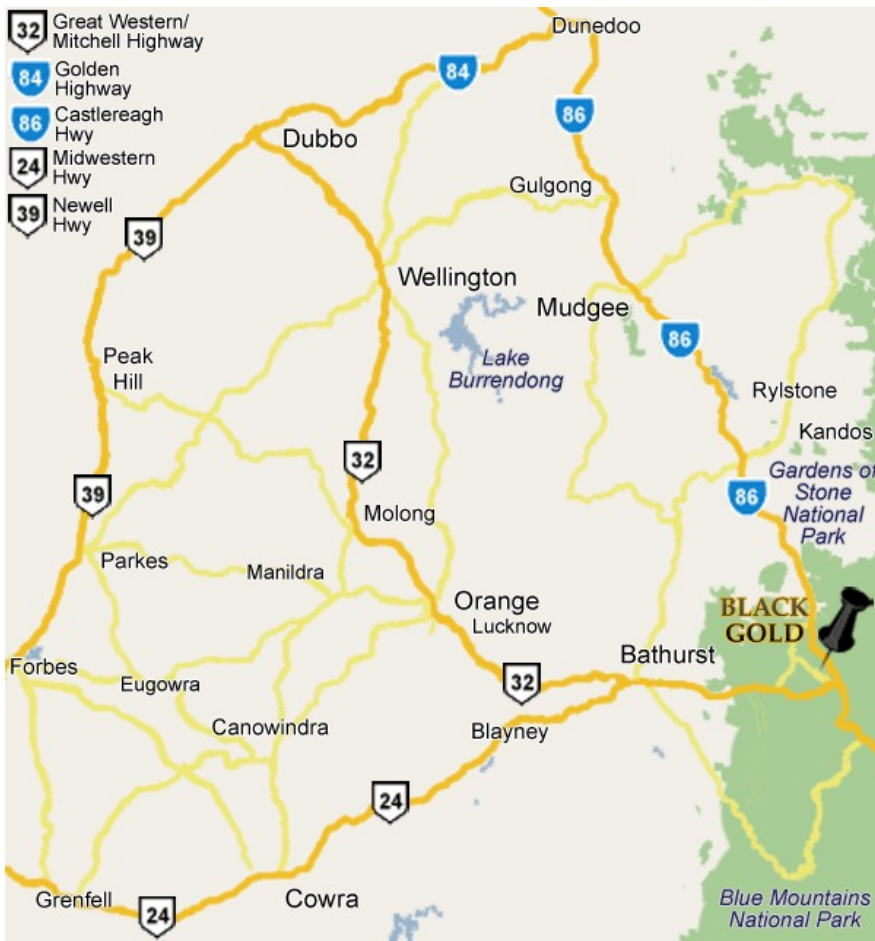 32 Great Western/
Mitchell Highway
84 Golden
Highway
86 Castlereagh
Hwy
24 Midwestern
Hwy
39 Newell
Hwy
Dunedoo
84
86
Dubbo
Gulgong
39
Wellington
Mudgee
86
Peak
Hill
Lake
Burrendong
Rylstone
Kandos
32
39
86
Gardens of
Stone
National
Park
Molong
Parkes
Manildra
Orange
Lucknow
BLACK
GOLD
Bathurst
Forbes
Eugowra
32
Canowindra
Blayney
24
Grenfell
24
Cowra
Blue Mountains
National Park